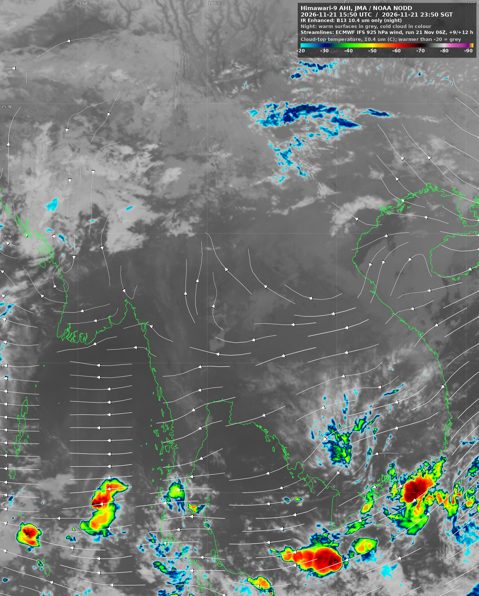 Himawari-9 AHI, JMA / NOAA NODD
2026-11-21 15:50 UTC / 2026-11-21 23:50 SGT
IR Enhanced: B13 10.4 um only (night)
Night: warm surfaces in grey, cold cloud in colour
Streamlines: ECMWF IFS 925 hPa wind, run 21 Nov 06Z, +9/+12 h
Cloud-top temperature, 10.4 um (C); warmer than -20 = grey
-20 -30 -40 -50 -60 -70 -80 -90